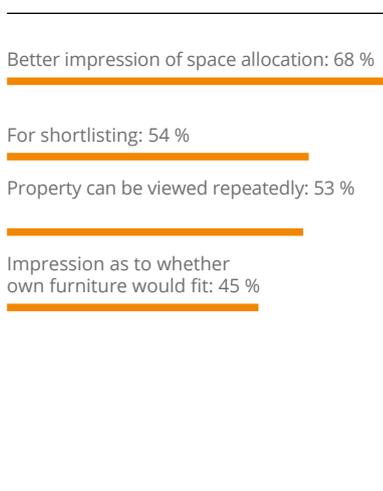 Better impression of space allocation: 68 %
For shortlisting: 54 %
Property can be viewed repeatedly: 53 %
Impression as to whether
own furniture would fit: 45 %